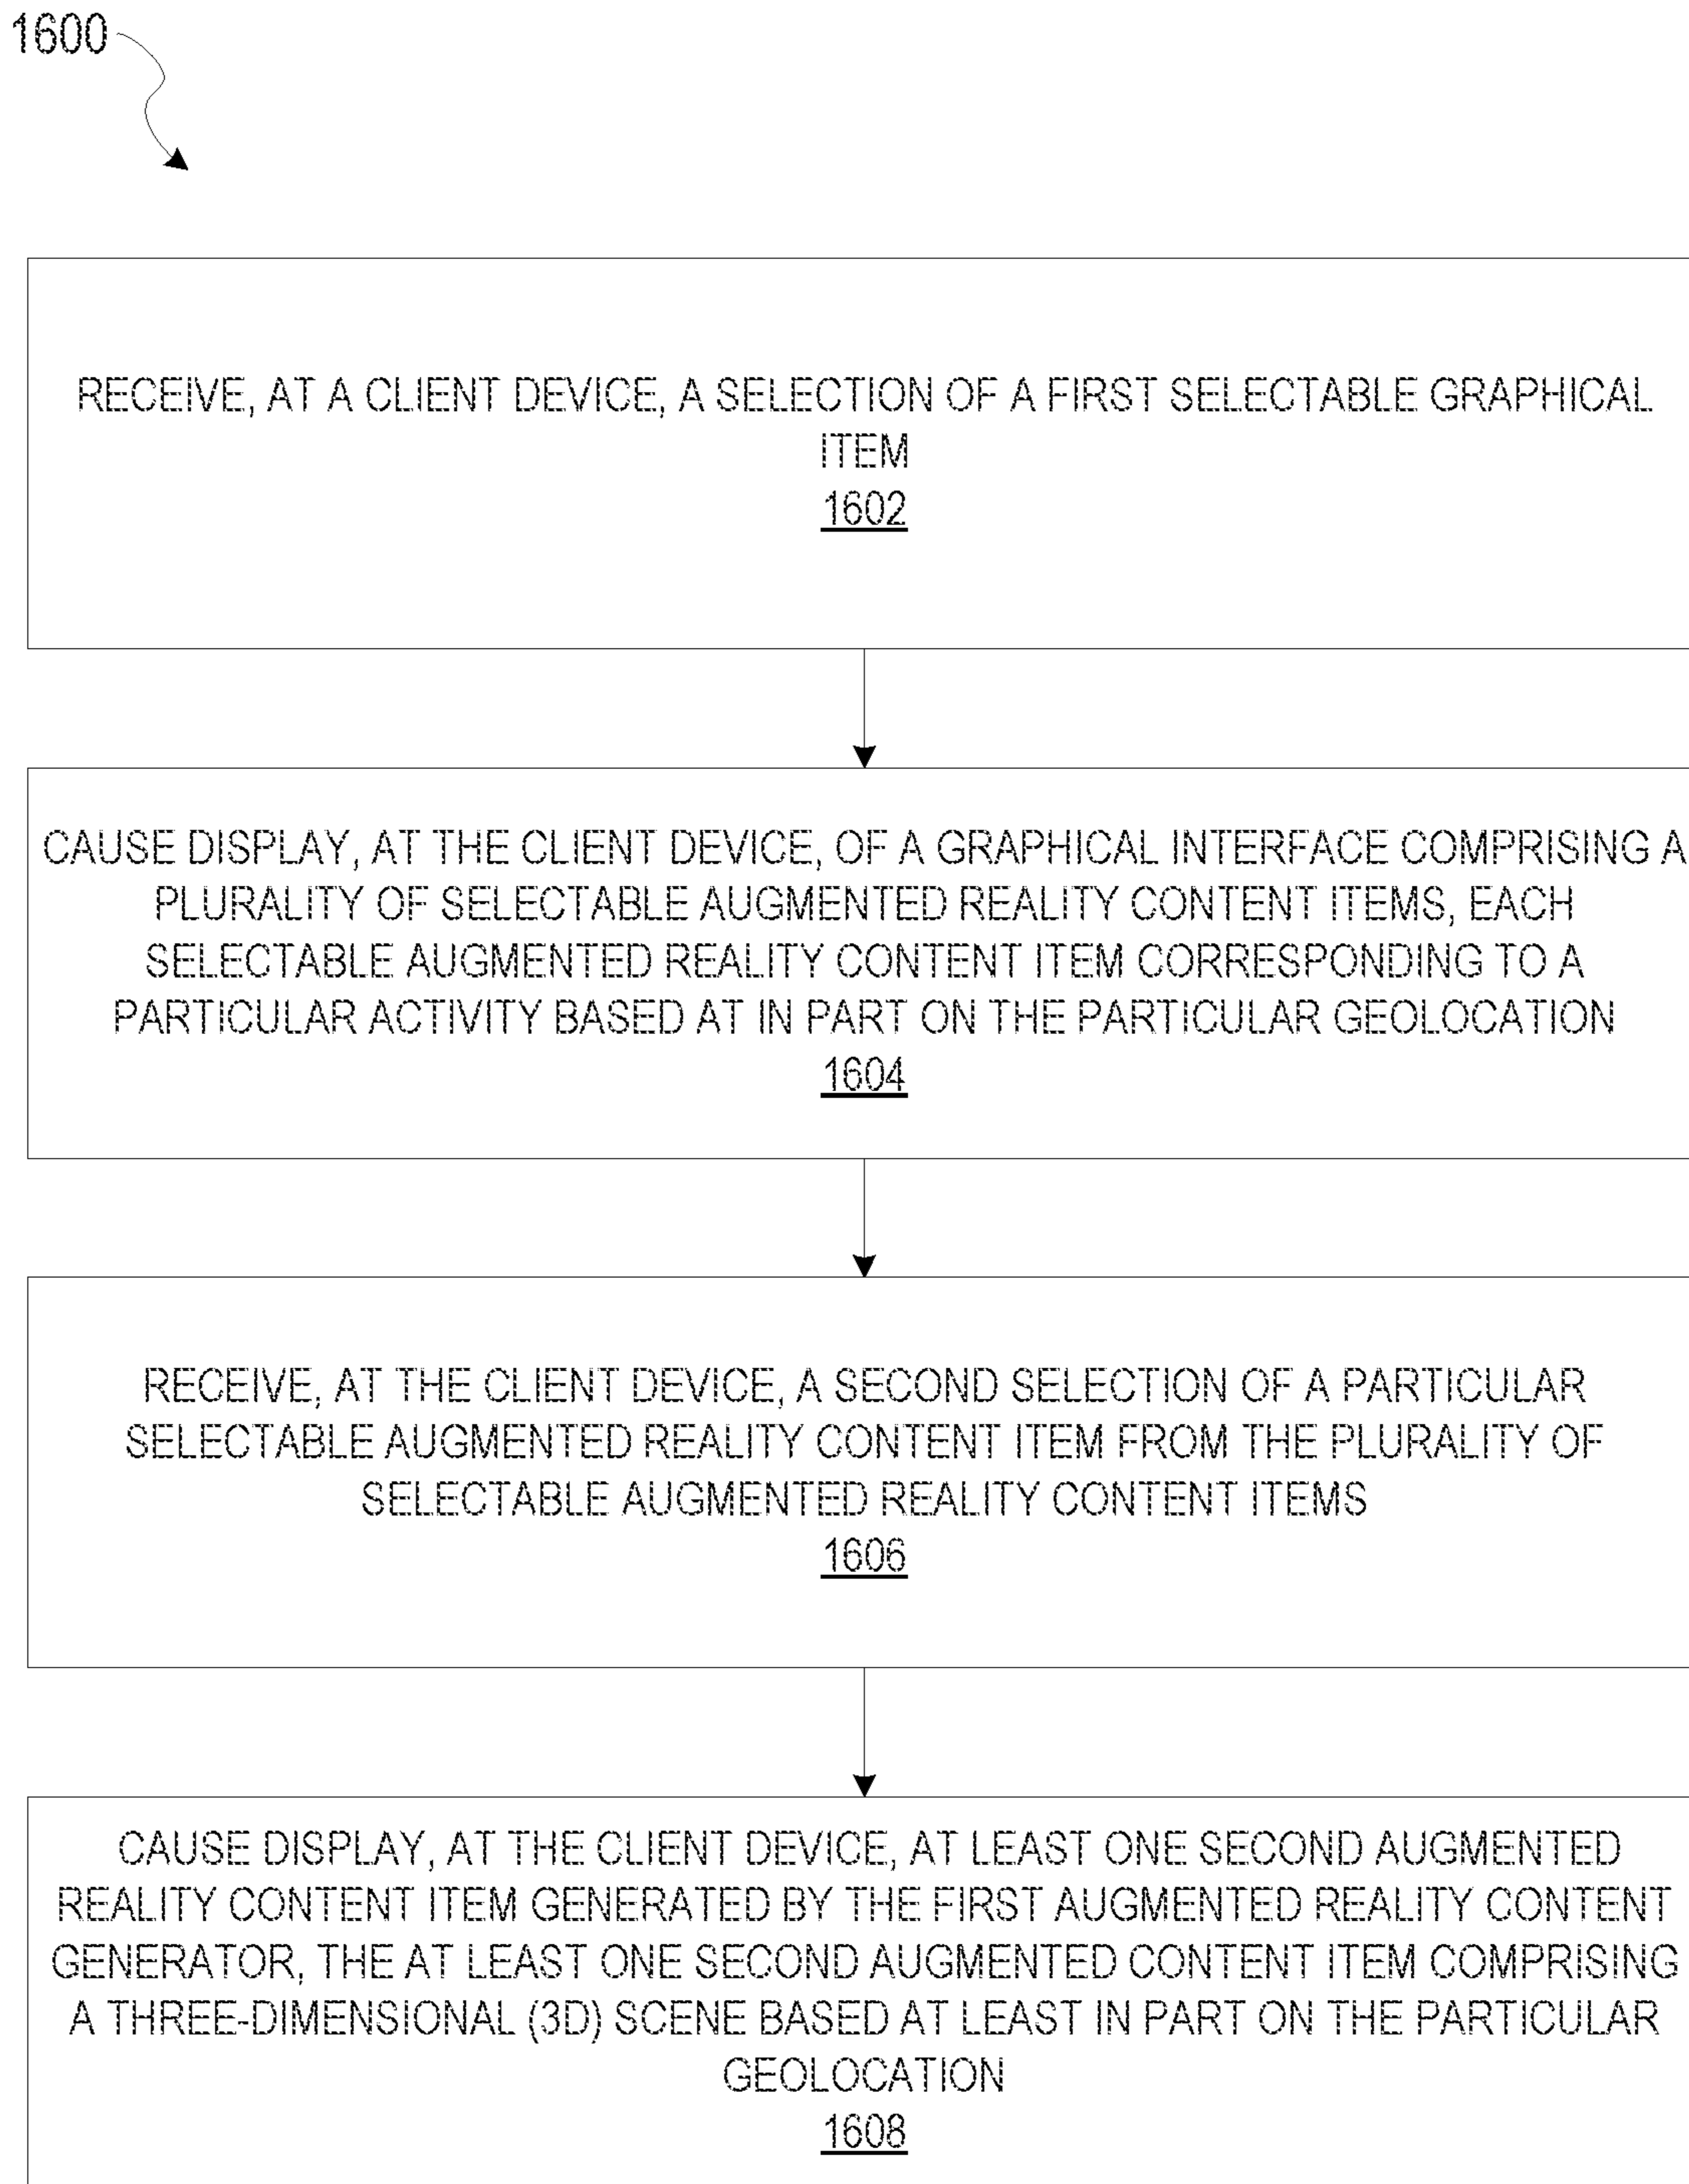 1600
RECEIVE, AT A CLIENT DEVICE, A SELECTION OF A FIRST SELECTABLE GRAPHICAL
ITEM
1602
CAUSE DISPLAY, AT THE CLIENT DEVICE, OF A GRAPHICAL INTERFACE COMPRISING A
PLURALITY OF SELECTABLE AUGMENTED REALITY CONTENT ITEMS, EACH
SELECTABLE AUGMENTED REALITY CONTENT ITEM CORRESPONDING TO A
PARTICULAR ACTIVITY BASED AT IN PART ON THE PARTICULAR GEOLOCATION
1604
RECEIVE, AT THE CLIENT DEVICE, A SECOND SELECTION OF A PARTICULAR
SELECTABLE AUGMENTED REALITY CONTENT ITEM FROM THE PLURALITY OF
SELECTABLE AUGMENTED REALITY CONTENT ITEMS
1606
CAUSE DISPLAY, AT THE CLIENT DEVICE, AT LEAST ONE SECOND AUGMENTED
REALITY CONTENT ITEM GENERATED BY THE FIRST AUGMENTED REALITY CONTENT
GENERATOR, THE AT LEAST ONE SECOND AUGMENTED CONTENT ITEM COMPRISING
A THREE-DIMENSIONAL (3D) SCENE BASED AT LEAST IN PART ON THE PARTICULAR
GEOLOCATION
1608